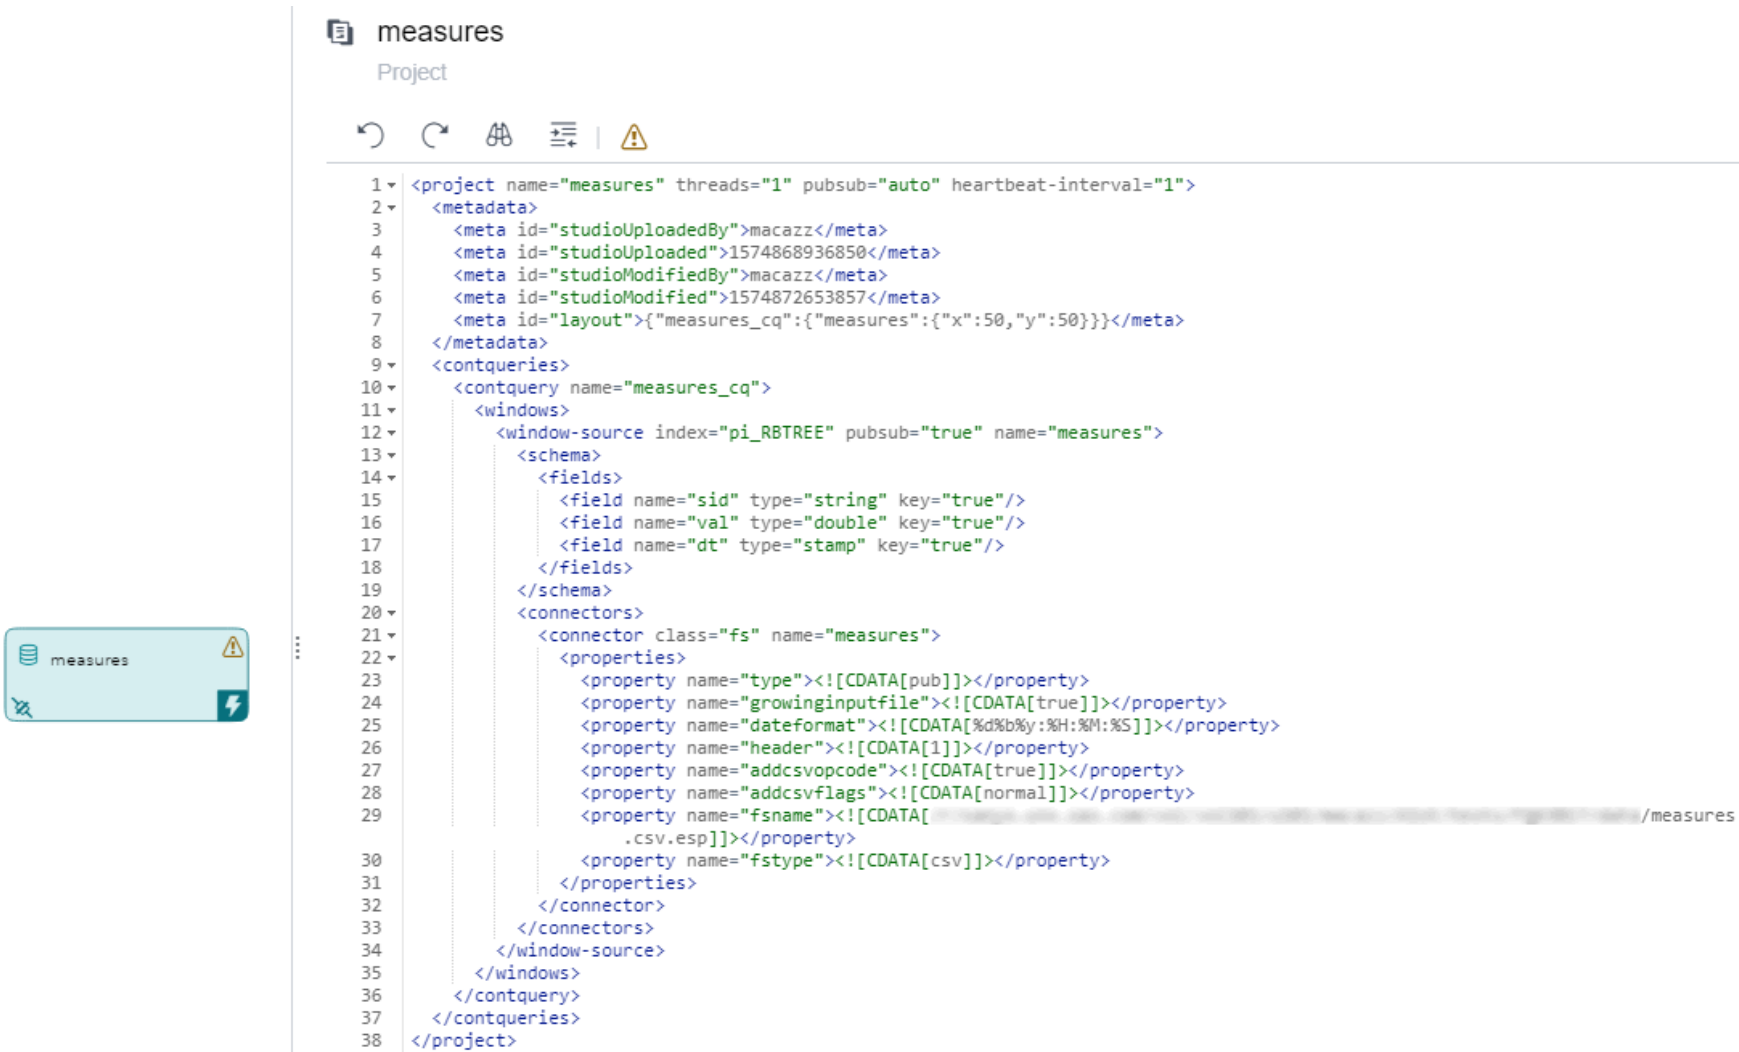 measures
Project
measures
1 <project name="measures" threads="1" pubsub="auto" heartbeat-interval="1">
2 <metadata>
3 <meta id="studioUploadedBy">macazz</meta>
4 <meta id="studioUploaded">1574868936850</meta>
5 <meta id="studioModifiedBy">macazz</meta>
6 <meta id="studioModified">1574872653857</meta>
7 <meta id="layout">{"measures_cq":{"measures":{"x":50,"y":50}}}</meta>
8 </metadata>
9 <contqueries>
10 <contquery name="measures_cq">
11 <windows>
12 <window-source index="pi_RBTREE" pubsub="true" name="measures">
13 <schema>
14 <fields>
15 <field name="sid" type="string" key="true"/>
16 <field name="val" type="double" key="true"/>
17 <field name="dt" type="stamp" key="true"/>
18 </fields>
19 </schema>
20 <connectors>
21 <connector class="fs" name="measures">
22 <properties>
23 <property name="type"><![CDATA[pub]]></property>
24 <property name="growinginputfile"><![CDATA[true]]></property>
25 <property name="dateformat"><![CDATA[%d%b%y:%H:%M:%S]]></property>
26 <property name="header"><![CDATA[1]]></property>
27 <property name="addcsvopcode"><![CDATA[true]]></property>
28 <property name="addcsvflags"><![CDATA[normal]]></property>
29 <property name="fsname"><![CDATA[ /measures
.csv.esp]]></property>
30 <property name="fstype"><![CDATA[csv]]></property>
31 </properties>
32 </connector>
33 </connectors>
34 </window-source>
35 </windows>
36 </contquery>
37 </contqueries>
38 </project>